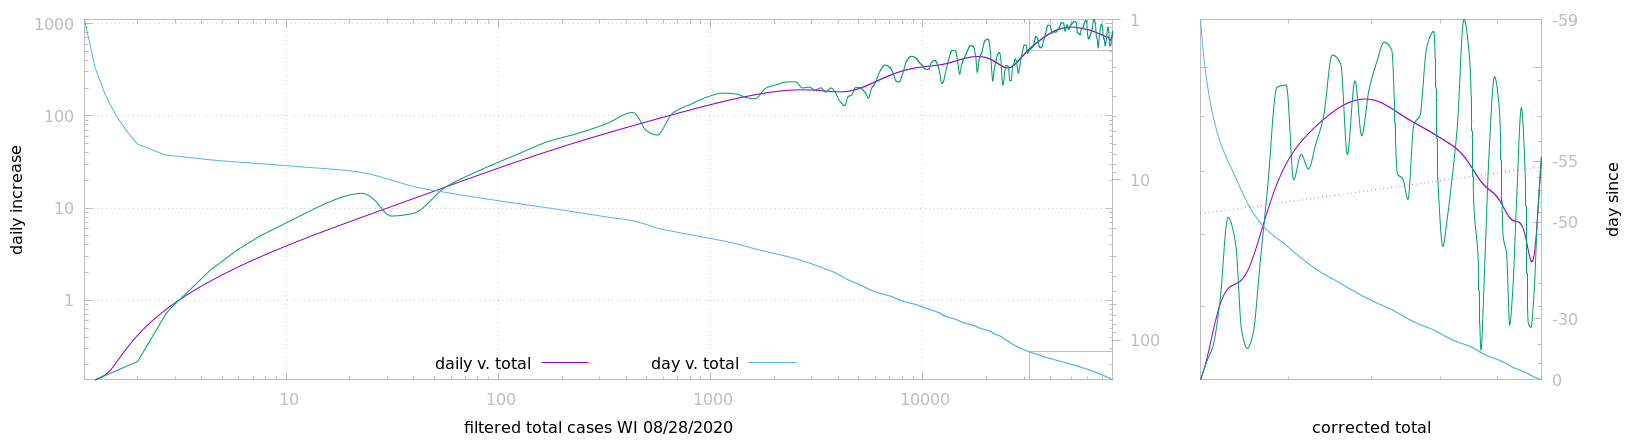 1000
100
10
1
daily increase
10
100
1000
10000
filtered total cases WI 08/28/2020
daily v. total
day v. total
1
10
100
-59
-55
-50
-30
0
day since
corrected total